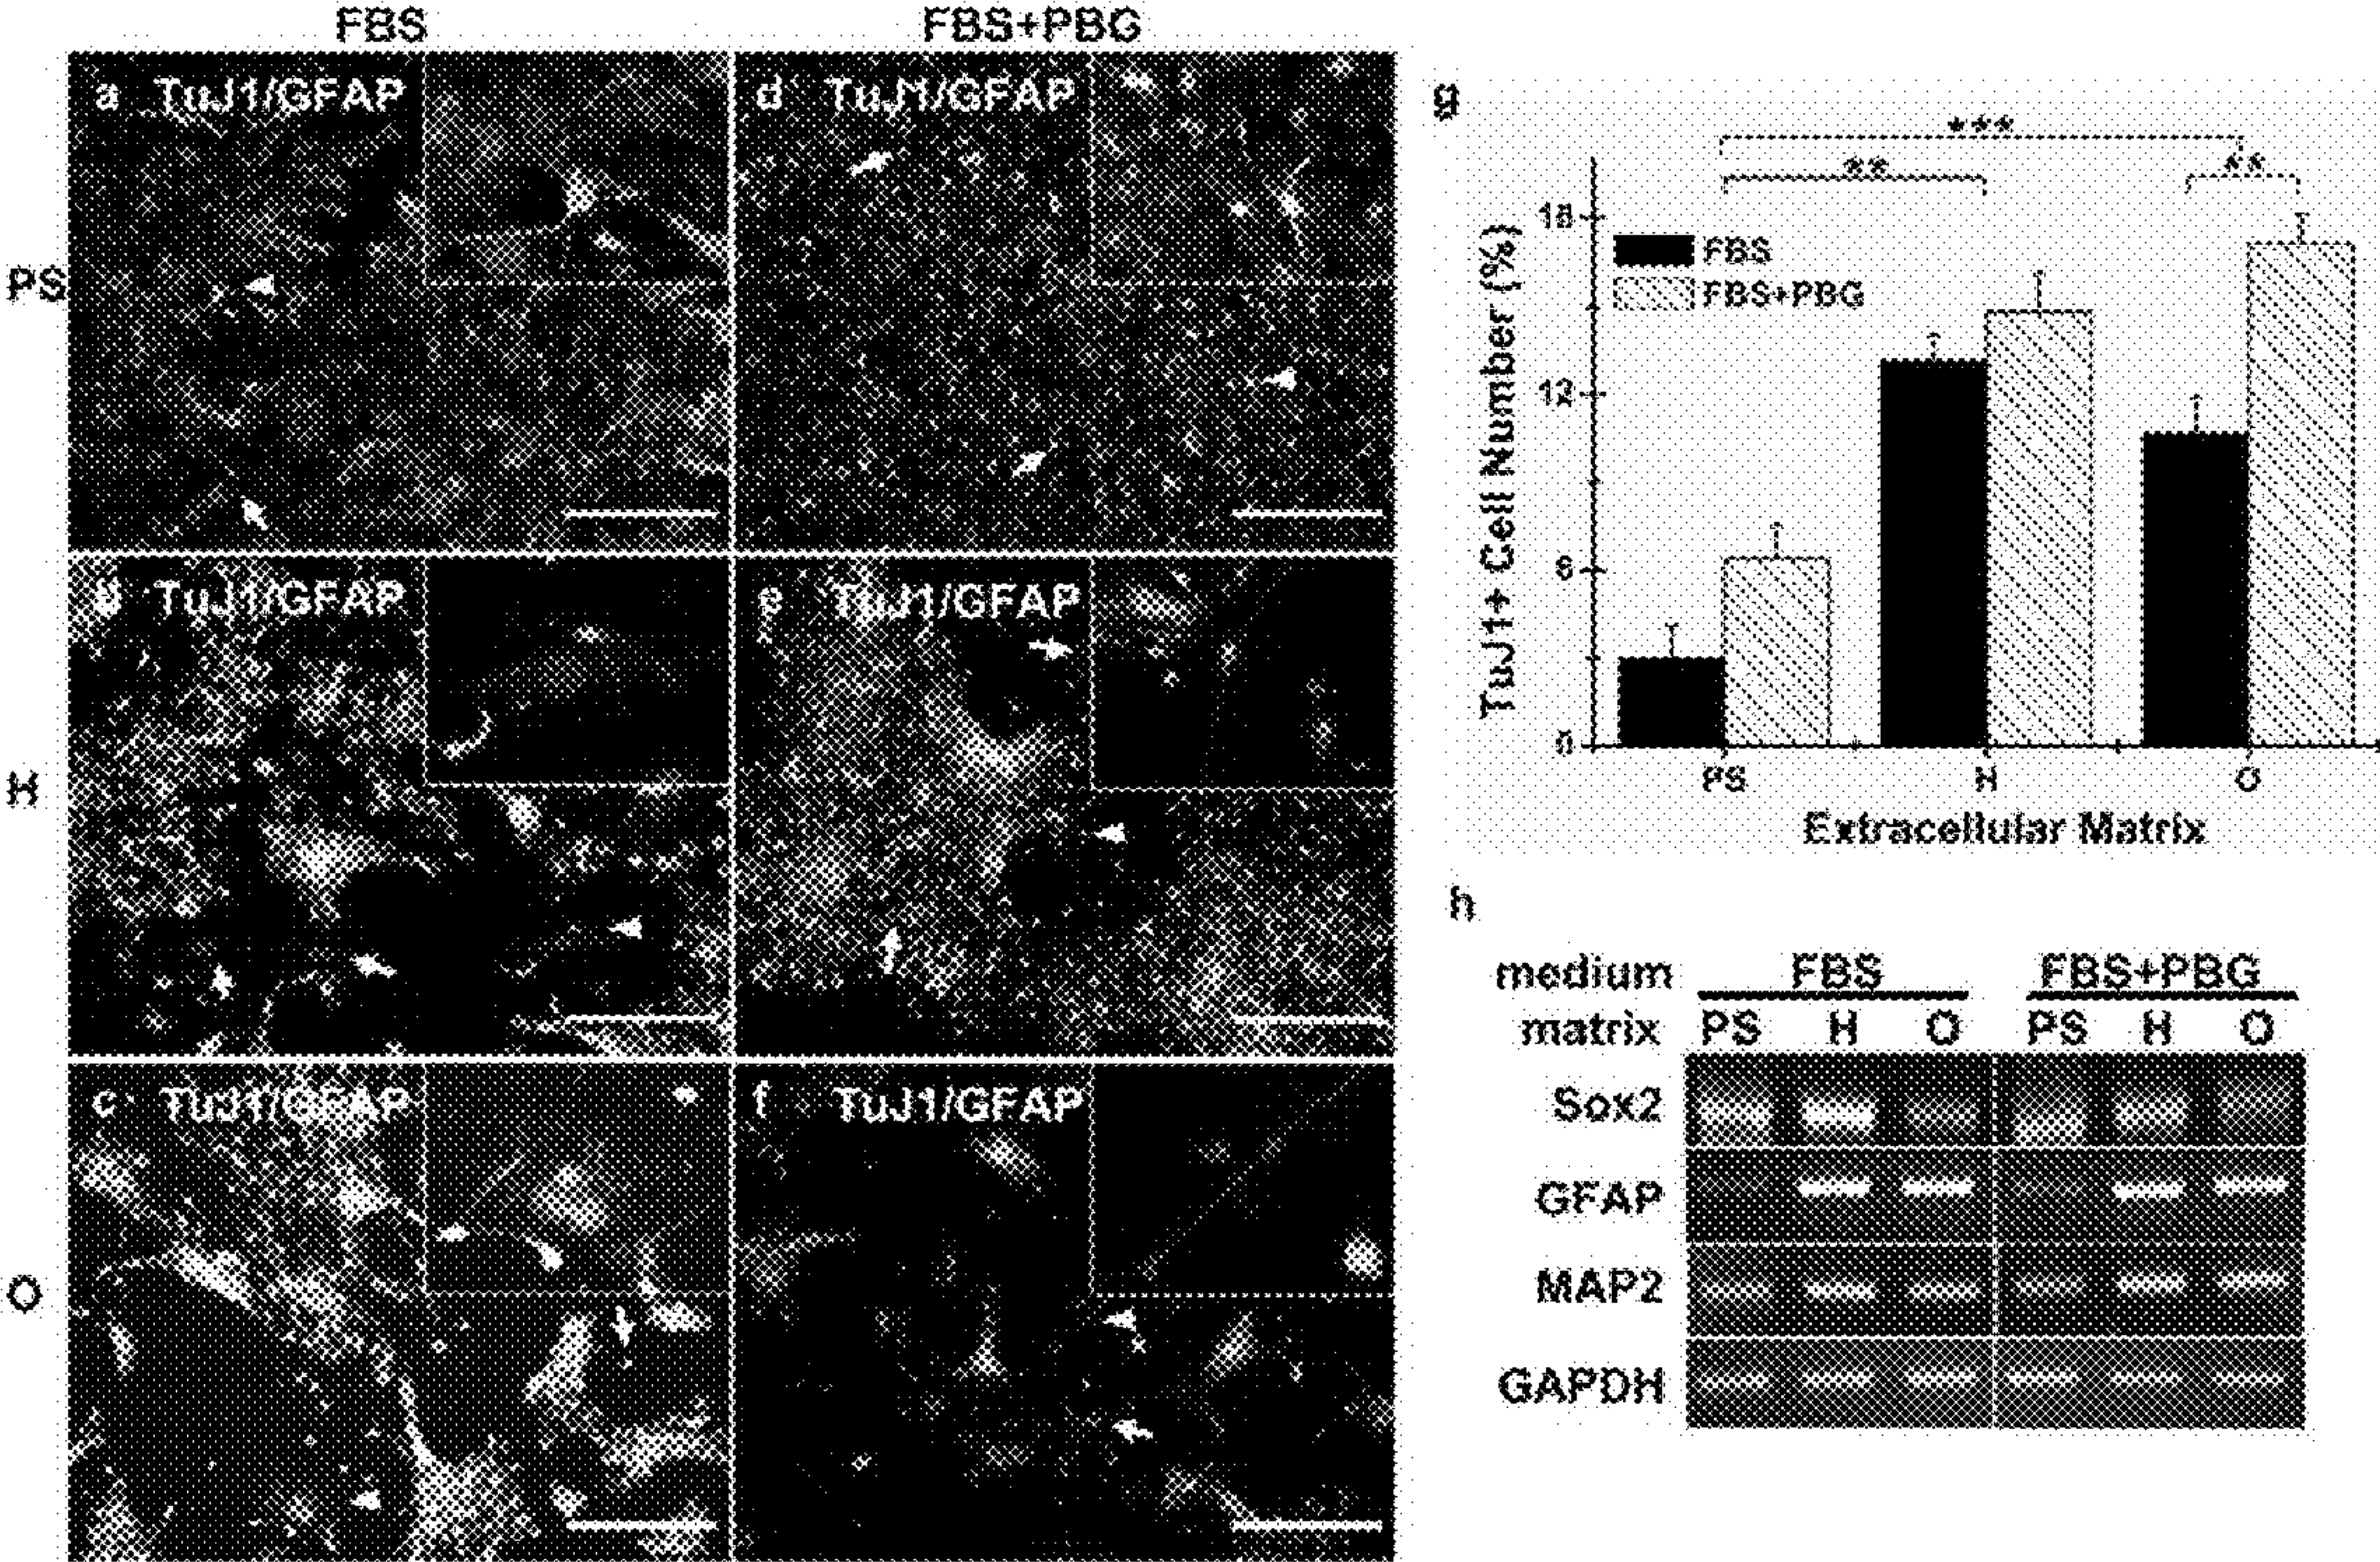 FBS FBS+PBG
PS
a TuJ1/GFAP
d TuJ1/GFAP
H
b TuJ1/GFAP
e TuJ1/GFAP
O
c TuJ1/GFAP
f TuJ1/GFAP
g
***
** **
TuJ1+ Cell Number (%)
18
12
6
0
FBS
FBS+PBG
PS H O
Extracellular Matrix
h
medium FBS FBS+PBG
matrix PS H O PS H O
Sox2
GFAP
MAP2
GAPDH